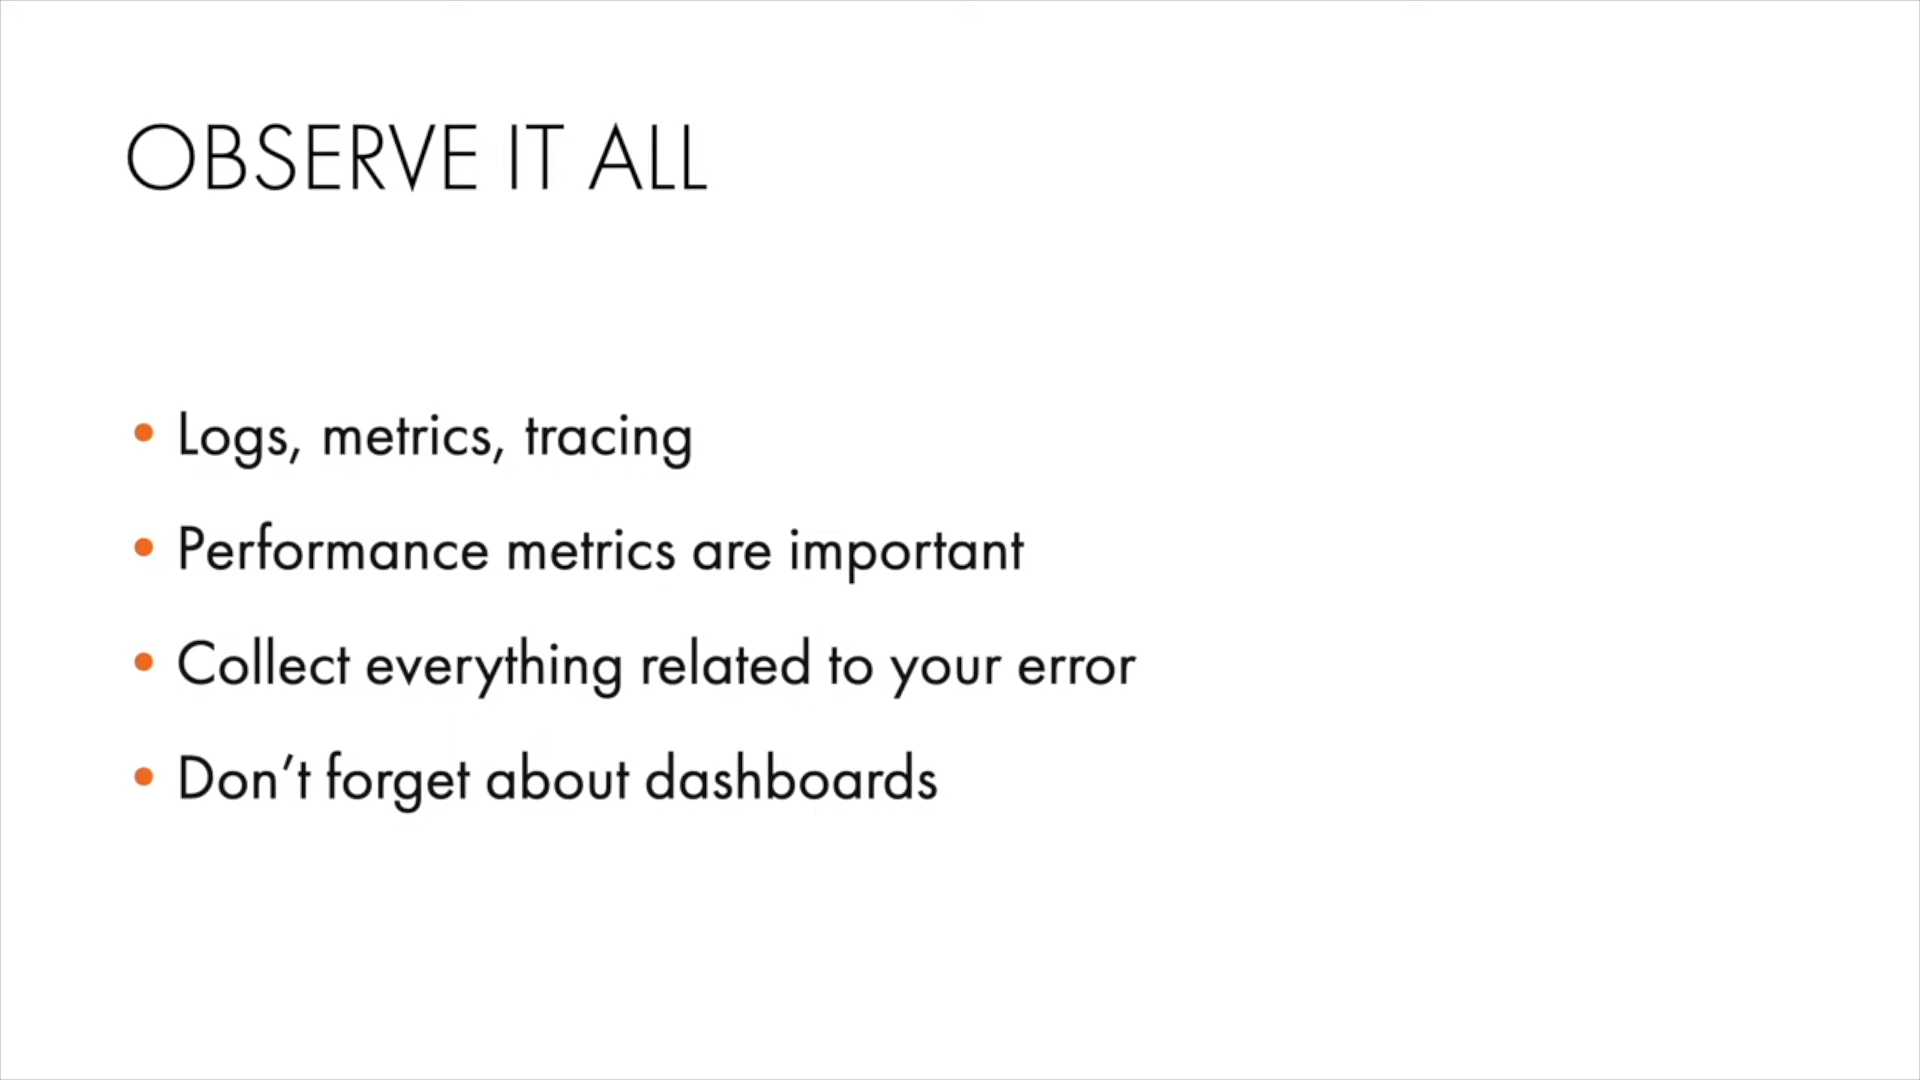 OBSERVE IT ALL
• Logs, metrics, tracing
• Performance metrics are important
• Collect everything related to your error
• Don’t forget about dashboards